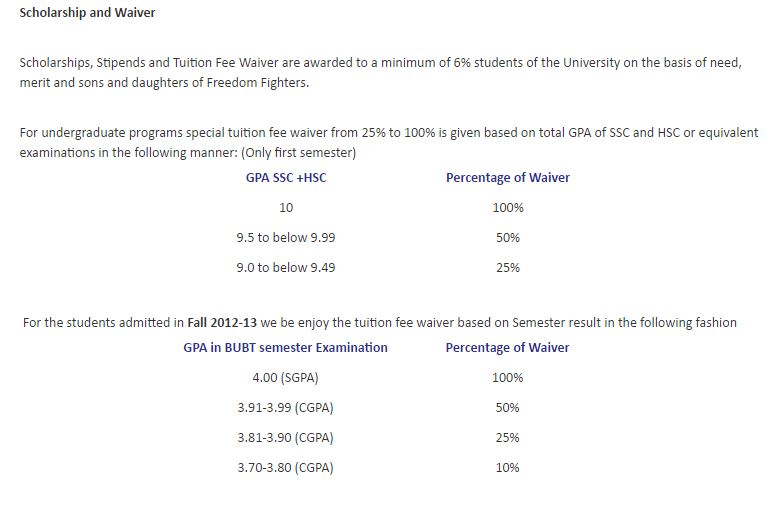 Scholarship and Waiver
Scholarships, Stipends and Tuition Fee Waiver are awarded to a minimum of 6% students of the University on the basis of need,
merit and sons and daughters of Freedom Fighters.
For undergraduate programs special tuition fee waiver from 25% to 100% is given based on total GPA of SSC and HSC or equivalent
examinations in the following manner: (Only first semester)
GPA SSC +HSC Percentage of Waiver
10 100%
9.5 to below 9.99 50%
9.0 to below 9.49 25%
For the students admitted in Fall 2012-13 we be enjoy the tuition fee waiver based on Semester result in the following fashion
GPA in BUBT semester Examination Percentage of Waiver
4.00 (SGPA) 100%
3.91-3.99 (CGPA) 50%
3.81-3.90 (CGPA) 25%
3.70-3.80 (CGPA) 10%